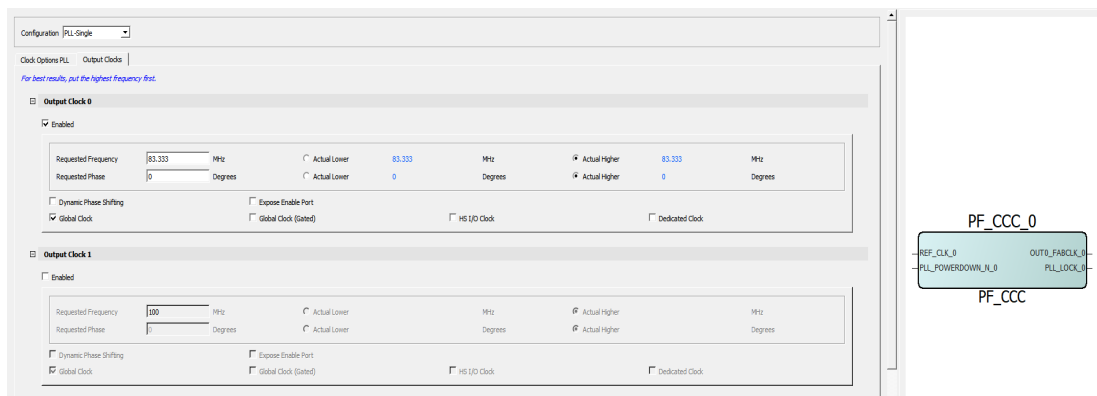 Configuration PLL-Single
Clock Options PLL Output Clocks
For best results, put the highest frequency first.
Output Clock 0
Enabled
Requested Frequency 83.333 MHz Actual Lower 83.333 MHz Actual Higher 83.333 MHz
Requested Phase 0 Degrees Actual Lower 0 Degrees Actual Higher 0 Degrees
Dynamic Phase Shifting Expose Enable Port
Global Clock Global Clock (Gated) HS I/O Clock Dedicated Clock
Output Clock 1
Enabled
Requested Frequency 100 MHz Actual Lower MHz Actual Higher MHz
Requested Phase 0 Degrees Actual Lower Degrees Actual Higher Degrees
Dynamic Phase Shifting Expose Enable Port
Global Clock Global Clock (Gated) HS I/O Clock Dedicated Clock
PF_CCC_0
REF_CLK_0 OUT0_FABCLK_0
PLL_POWERDOWN_N_0 PLL_LOCK_0
PF_CCC